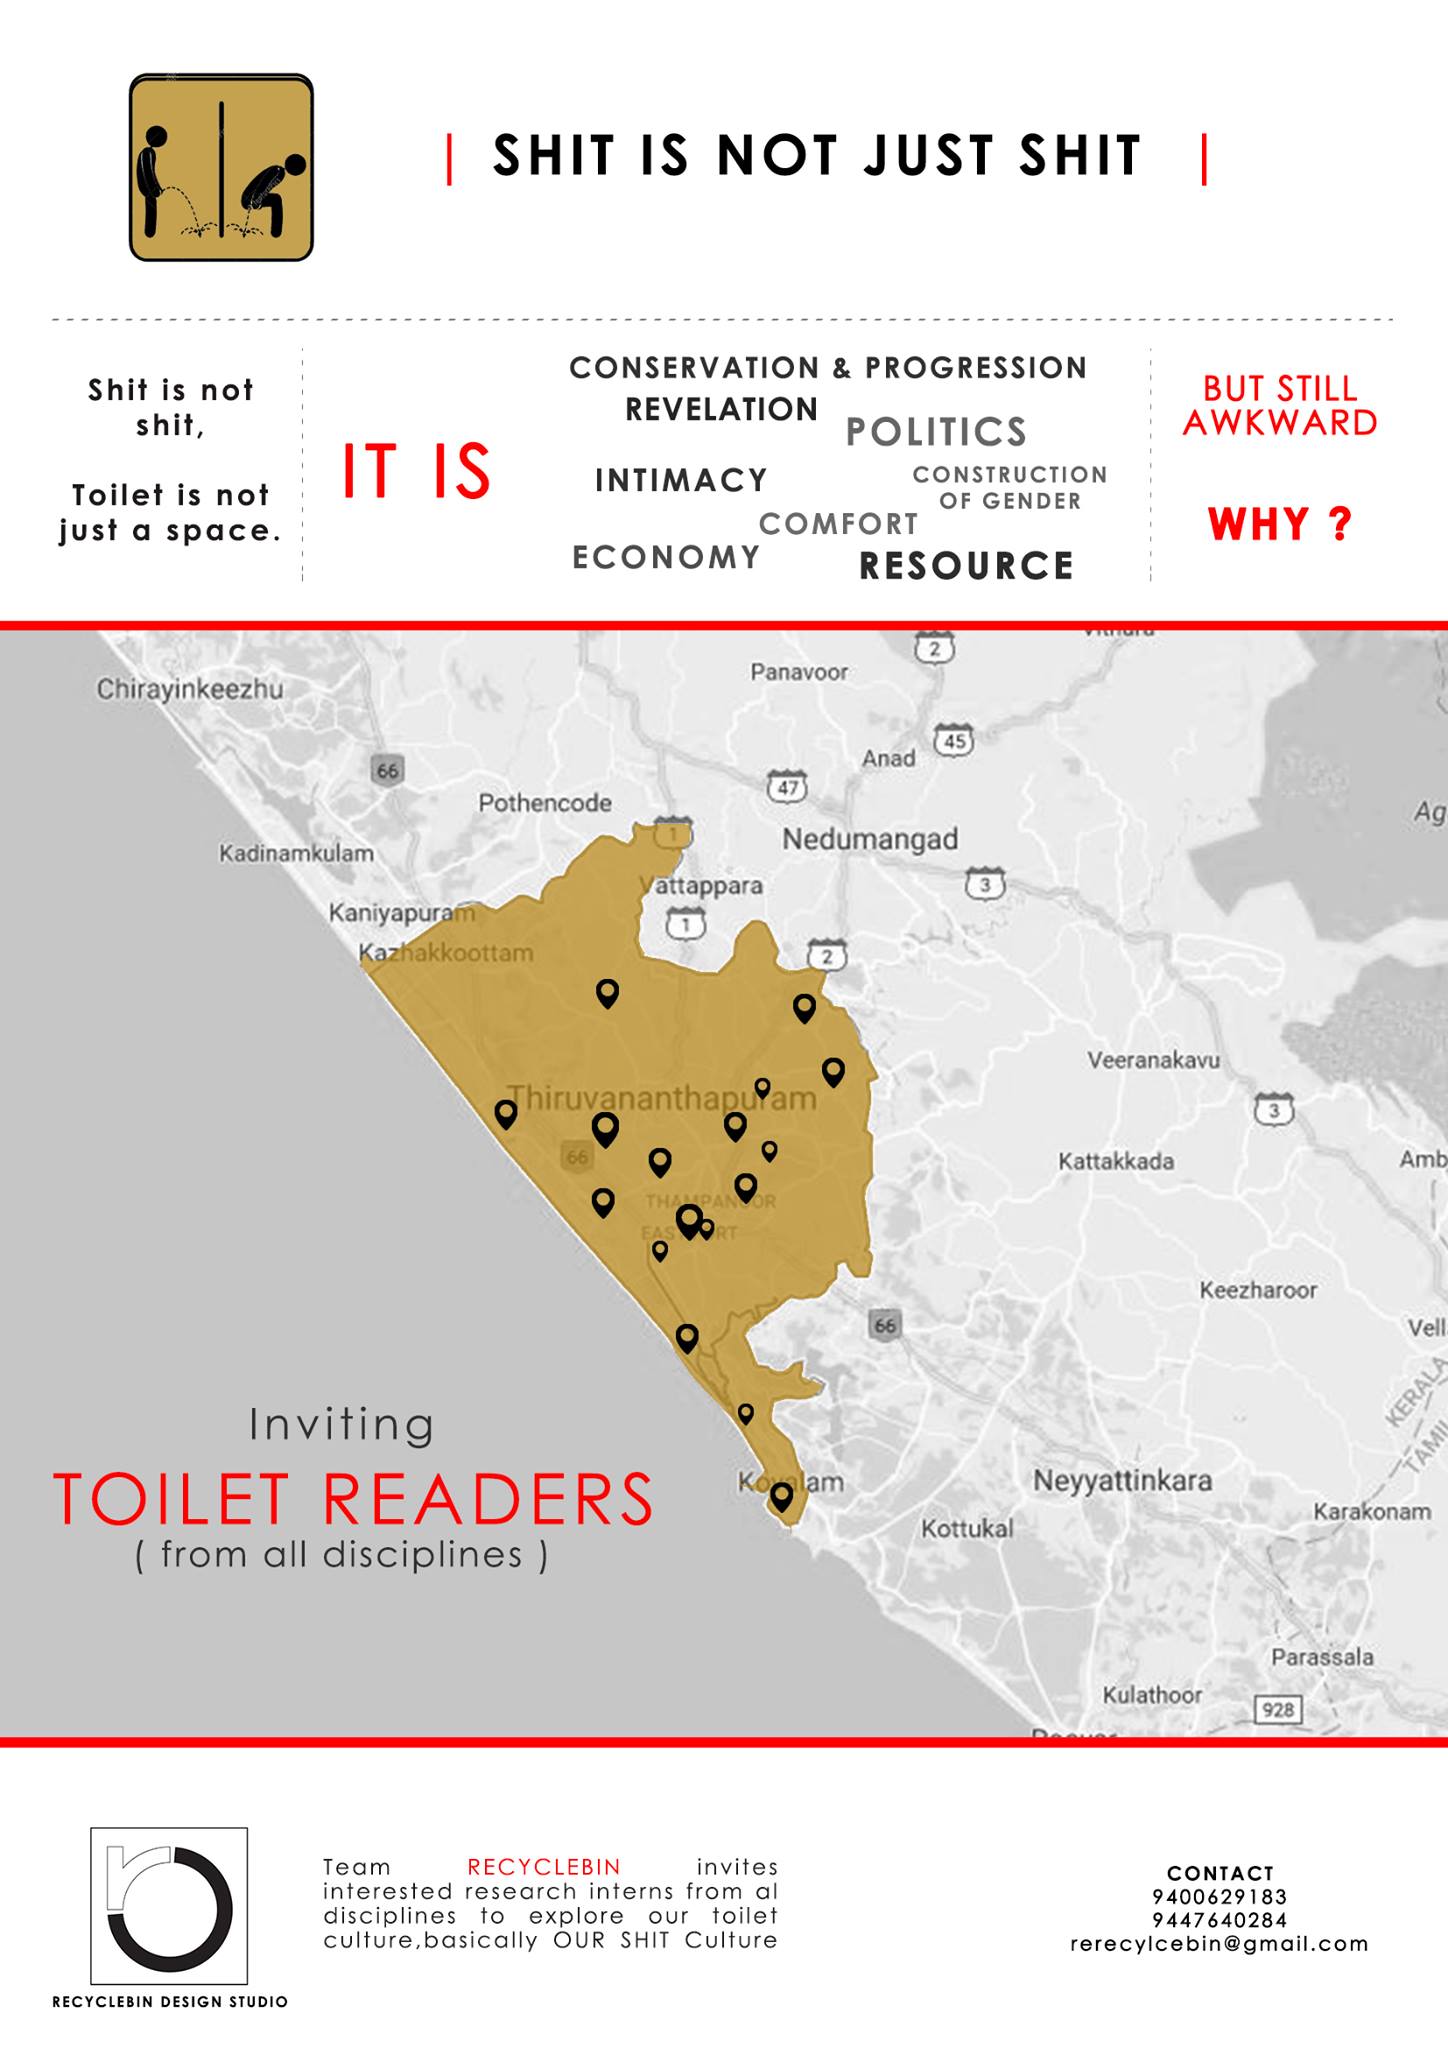 | SHIT IS NOT JUST SHIT |
Shit is not
shit,
Toilet is not
just a space.
IT IS
CONSERVATION & PROGRESSION
REVELATION
POLITICS
INTIMACY
CONSTRUCTION
OF GENDER
COMFORT
ECONOMY
RESOURCE
BUT STILL
AWKWARD
WHY ?
2
Panavoor
Chirayinkeezhu
45
Anad
66
47
Pothencode
1
Nedumangad
Kadinamkulam
3
Vattappara
Kaniyapuram
1
Kazhakkoottam
2
Veeranakavu
Thiruvananthapuram
3
66
Kattakkada
Amb
THAMPANOOR
EAST FORT
Keezharoor
66
Vell
KERALA
TAMIL
Inviting
TOILET READERS
( from all disciplines )
Kovalam
Neyyattinkara
Karakonam
Kottukal
Parassala
Kulathoor
928
Team RECYCLEBIN invites
interested research interns from al
disciplines to explore our toilet
culture,basically OUR SHIT Culture
RECYCLEBIN DESIGN STUDIO
CONTACT
9400629183
9447640284
rerecylcebin@gmail.com